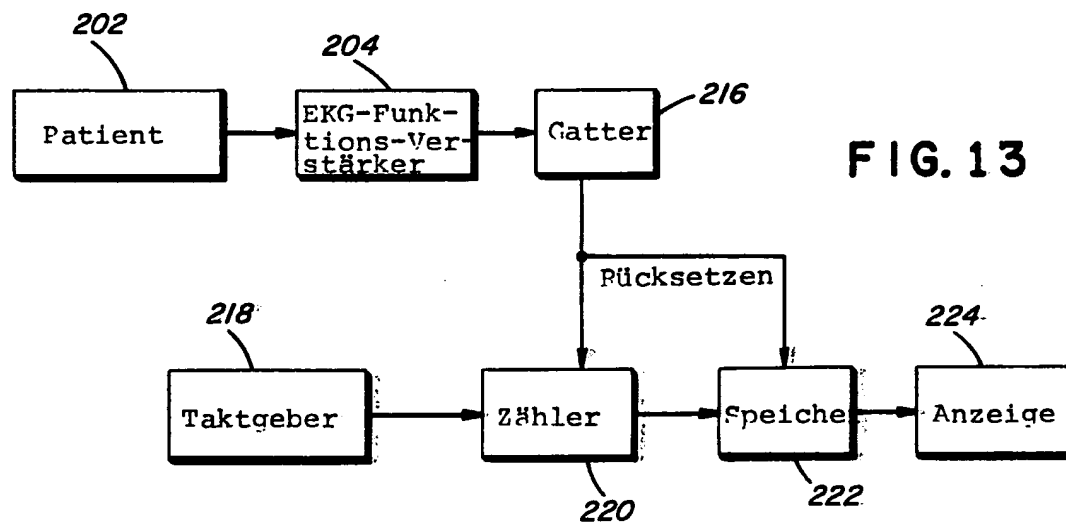 202
204
216
Patient
EKG-Funk-
tions-Ver-
stärker
Gatter
FIG. 13
Rücksetzen
218
224
Taktgeber
Zähler
Speiche
Anzeige
220
222